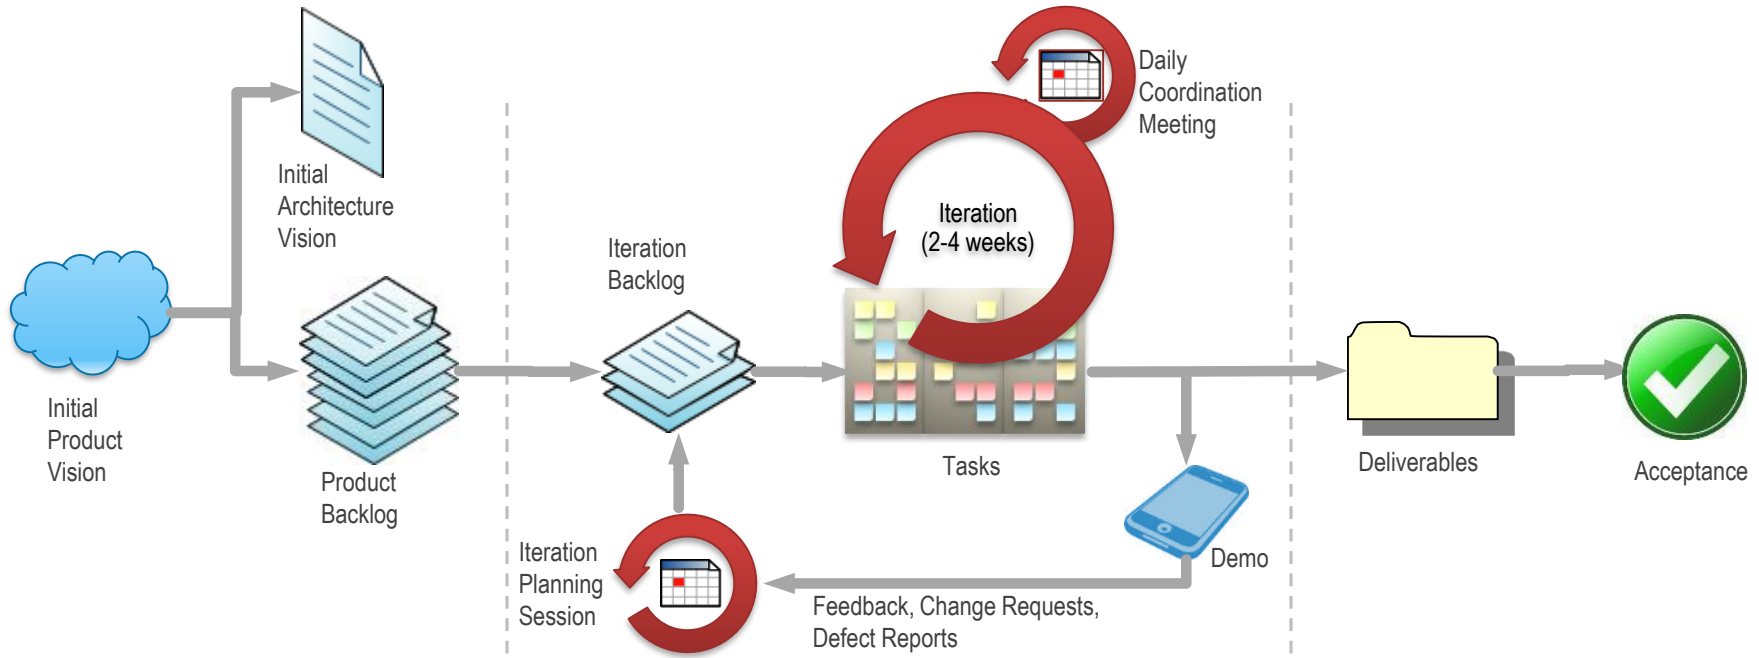 Initial
Architecture
Vision
Initial
Product
Vision
Product
Backlog
Iteration
Backlog
Iteration
Planning
Session
Iteration
(2-4 weeks)
Daily
Coordination
Meeting
Tasks
Demo
Feedback, Change Requests,
Defect Reports
Deliverables
Acceptance